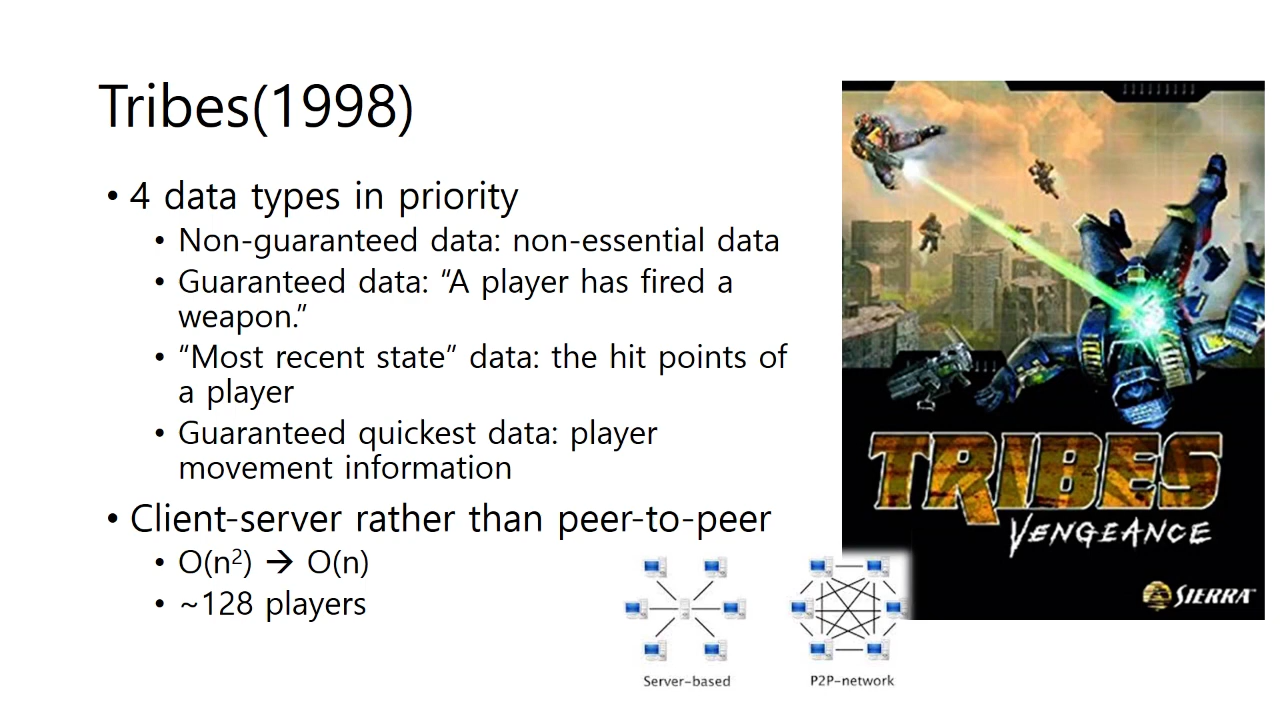 Tribes(1998)
• 4 data types in priority
• Non-guaranteed data: non-essential data
• Guaranteed data: “A player has fired a
weapon.”
• “Most recent state” data: the hit points of
a player
• Guaranteed quickest data: player
movement information
• Client-server rather than peer-to-peer
• O(n²) → O(n)
• ~128 players
Server-based
P2P-network
TRIBES
VENGEANCE
SIERRA